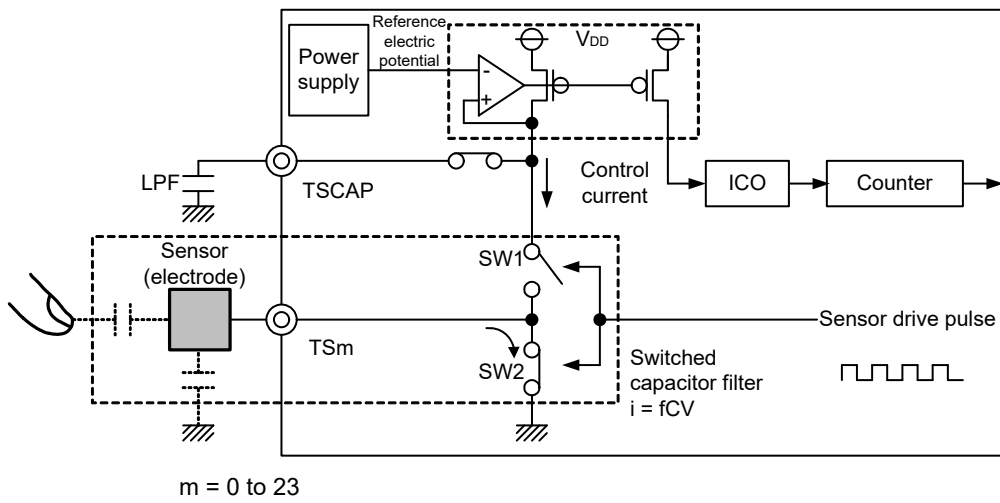 Reference
electric
potential
Power
supply
VDD
-
+
LPF
TSCAP
Control
current
ICO
Counter
Sensor
(electrode)
SW1
TSm
SW2
Sensor drive pulse
Switched
capacitor filter
i = fCV
m = 0 to 23